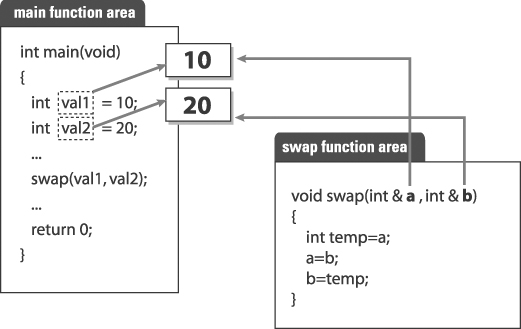 main function area
int main(void)
{
int val1 = 10;
int val2 = 20;
...
swap(val1, val2);
...
return 0;
}
10
20
swap function area
void swap(int & a , int & b)
{
int temp=a;
a=b;
b=temp;
}